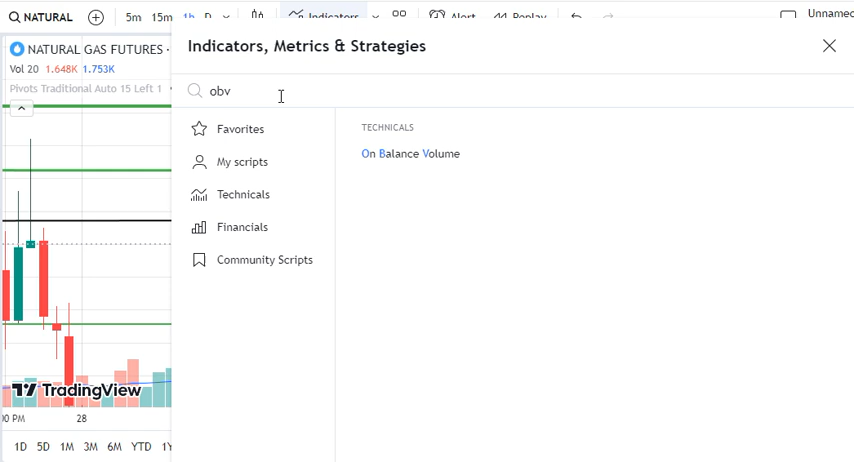 NATURAL
5m 15m 1h D Indicators Alert Replay Unnamed
NATURAL GAS FUTURES ·
Vol 20 1.648K 1.753K
Pivots Traditional Auto 15 Left 1
Indicators, Metrics & Strategies
obv
Favorites
My scripts
Technicals
Financials
Community Scripts
TECHNICALS
On Balance Volume
TradingView
28
1D 5D 1M 3M 6M YTD